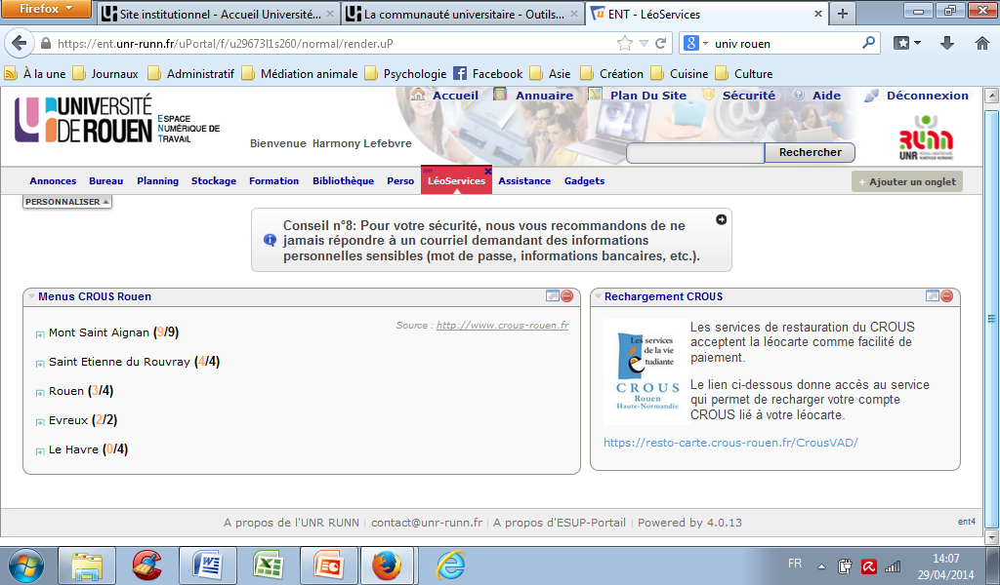 Firefox
Site institutionnel - Accueil Université...
La communauté universitaire - Outils...
ENT - LéoServices
https://ent.unr-runn.fr/uPortal/f/u29673l1s260/normal/render.uP
univ rouen
À la une Journaux Administratif Médiation animale Psychologie Facebook Asie Création Cuisine Culture
UNIVERSITÉ DE ROUEN
ESPACE NUMÉRIQUE DE TRAVAIL
Bienvenue Harmony Lefebvre
Accueil Annuaire Plan Du Site Sécurité Aide Déconnexion
Rechercher
RUNN
UNR
Annonces Bureau Planning Stockage Formation Bibliothèque Perso LéoServices Assistance Gadgets
+ Ajouter un onglet
PERSONNALISER
Conseil n°8: Pour votre sécurité, nous vous recommandons de ne
jamais répondre à un courriel demandant des informations
personnelles sensibles (mot de passe, informations bancaires, etc.).
Menus CROUS Rouen
Source : http://www.crous-rouen.fr
Mont Saint Aignan (9/9)
Saint Etienne du Rouvray (4/4)
Rouen (3/4)
Evreux (2/2)
Le Havre (0/4)
Rechargement CROUS
Les services
de la vie
étudiante
CROUS
Rouen
Haute-Normandie
Les services de restauration du CROUS
acceptent la léocarte comme facilité de
paiement.
Le lien ci-dessous donne accès au service
qui permet de recharger votre compte
CROUS lié à votre léocarte.
https://resto-carte.crous-rouen.fr/CrousVAD/
A propos de l'UNR RUNN | contact@unr-runn.fr | A propos d'ESUP-Portail | Powered by 4.0.13
ent4
FR
14:07
29/04/2014